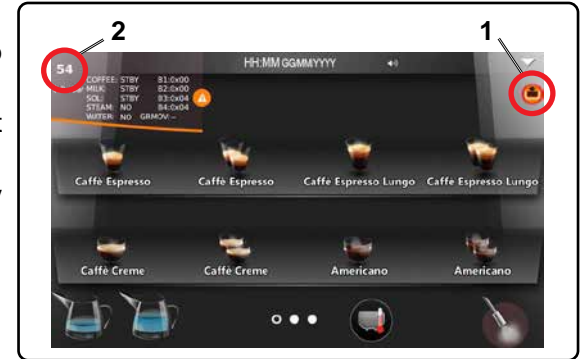 2
1
54
HH:MM GGMMYYYY
COFFEE: STBY 81:0x00
MILK: STBY 82:0x00
SOL: STBY 83:0x04
STEAM: NO 84:0x04
WATER: NO GRMOV:--
Caffè Espresso
Caffè Espresso
Caffe Espresso Lungo
Caffe Espresso Lungo
Caffè Creme
Caffè Creme
Americano
Americano